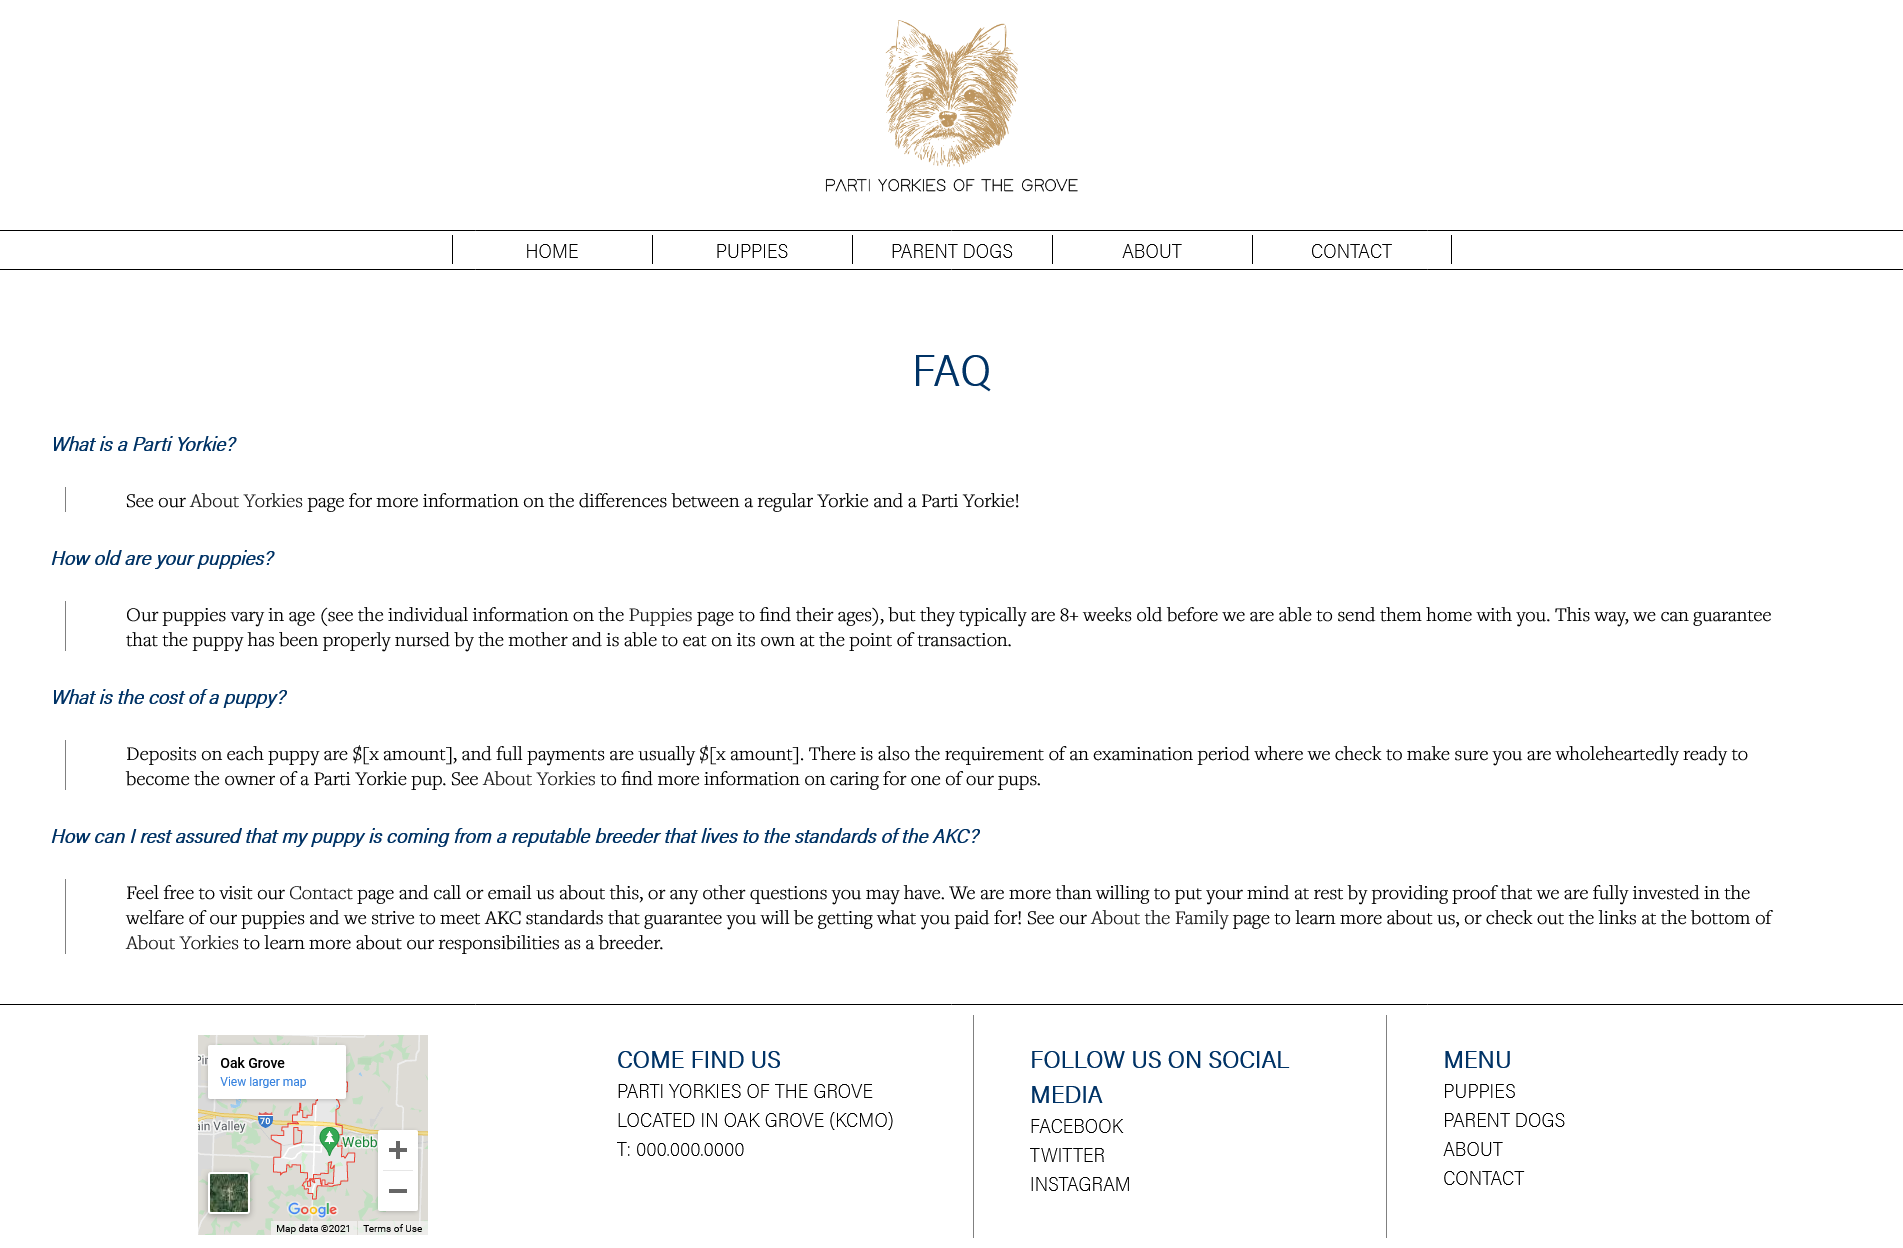 PARTI YORKIES OF THE GROVE
HOME
PUPPIES
PARENT DOGS
ABOUT
CONTACT
FAQ
What is a Parti Yorkie?
See our About Yorkies page for more information on the differences between a regular Yorkie and a Parti Yorkie!
How old are your puppies?
Our puppies vary in age (see the individual information on the Puppies page to find their ages), but they typically are 8+ weeks old before we are able to send them home with you. This way, we can guarantee
that the puppy has been properly nursed by the mother and is able to eat on its own at the point of transaction.
What is the cost of a puppy?
Deposits on each puppy are $[x amount], and full payments are usually $[x amount]. There is also the requirement of an examination period where we check to make sure you are wholeheartedly ready to
become the owner of a Parti Yorkie pup. See About Yorkies to find more information on caring for one of our pups.
How can I rest assured that my puppy is coming from a reputable breeder that lives to the standards of the AKC?
Feel free to visit our Contact page and call or email us about this, or any other questions you may have. We are more than willing to put your mind at rest by providing proof that we are fully invested in the
welfare of our puppies and we strive to meet AKC standards that guarantee you will be getting what you paid for! See our About the Family page to learn more about us, or check out the links at the bottom of
About Yorkies to learn more about our responsibilities as a breeder.
Oak Grove
View larger map
70
ain Valley
Webb
Google
Map data ©2021
Terms of Use
COME FIND US
PARTI YORKIES OF THE GROVE
LOCATED IN OAK GROVE (KCMO)
T: 000.000.0000
FOLLOW US ON SOCIAL
MEDIA
FACEBOOK
TWITTER
INSTAGRAM
MENU
PUPPIES
PARENT DOGS
ABOUT
CONTACT